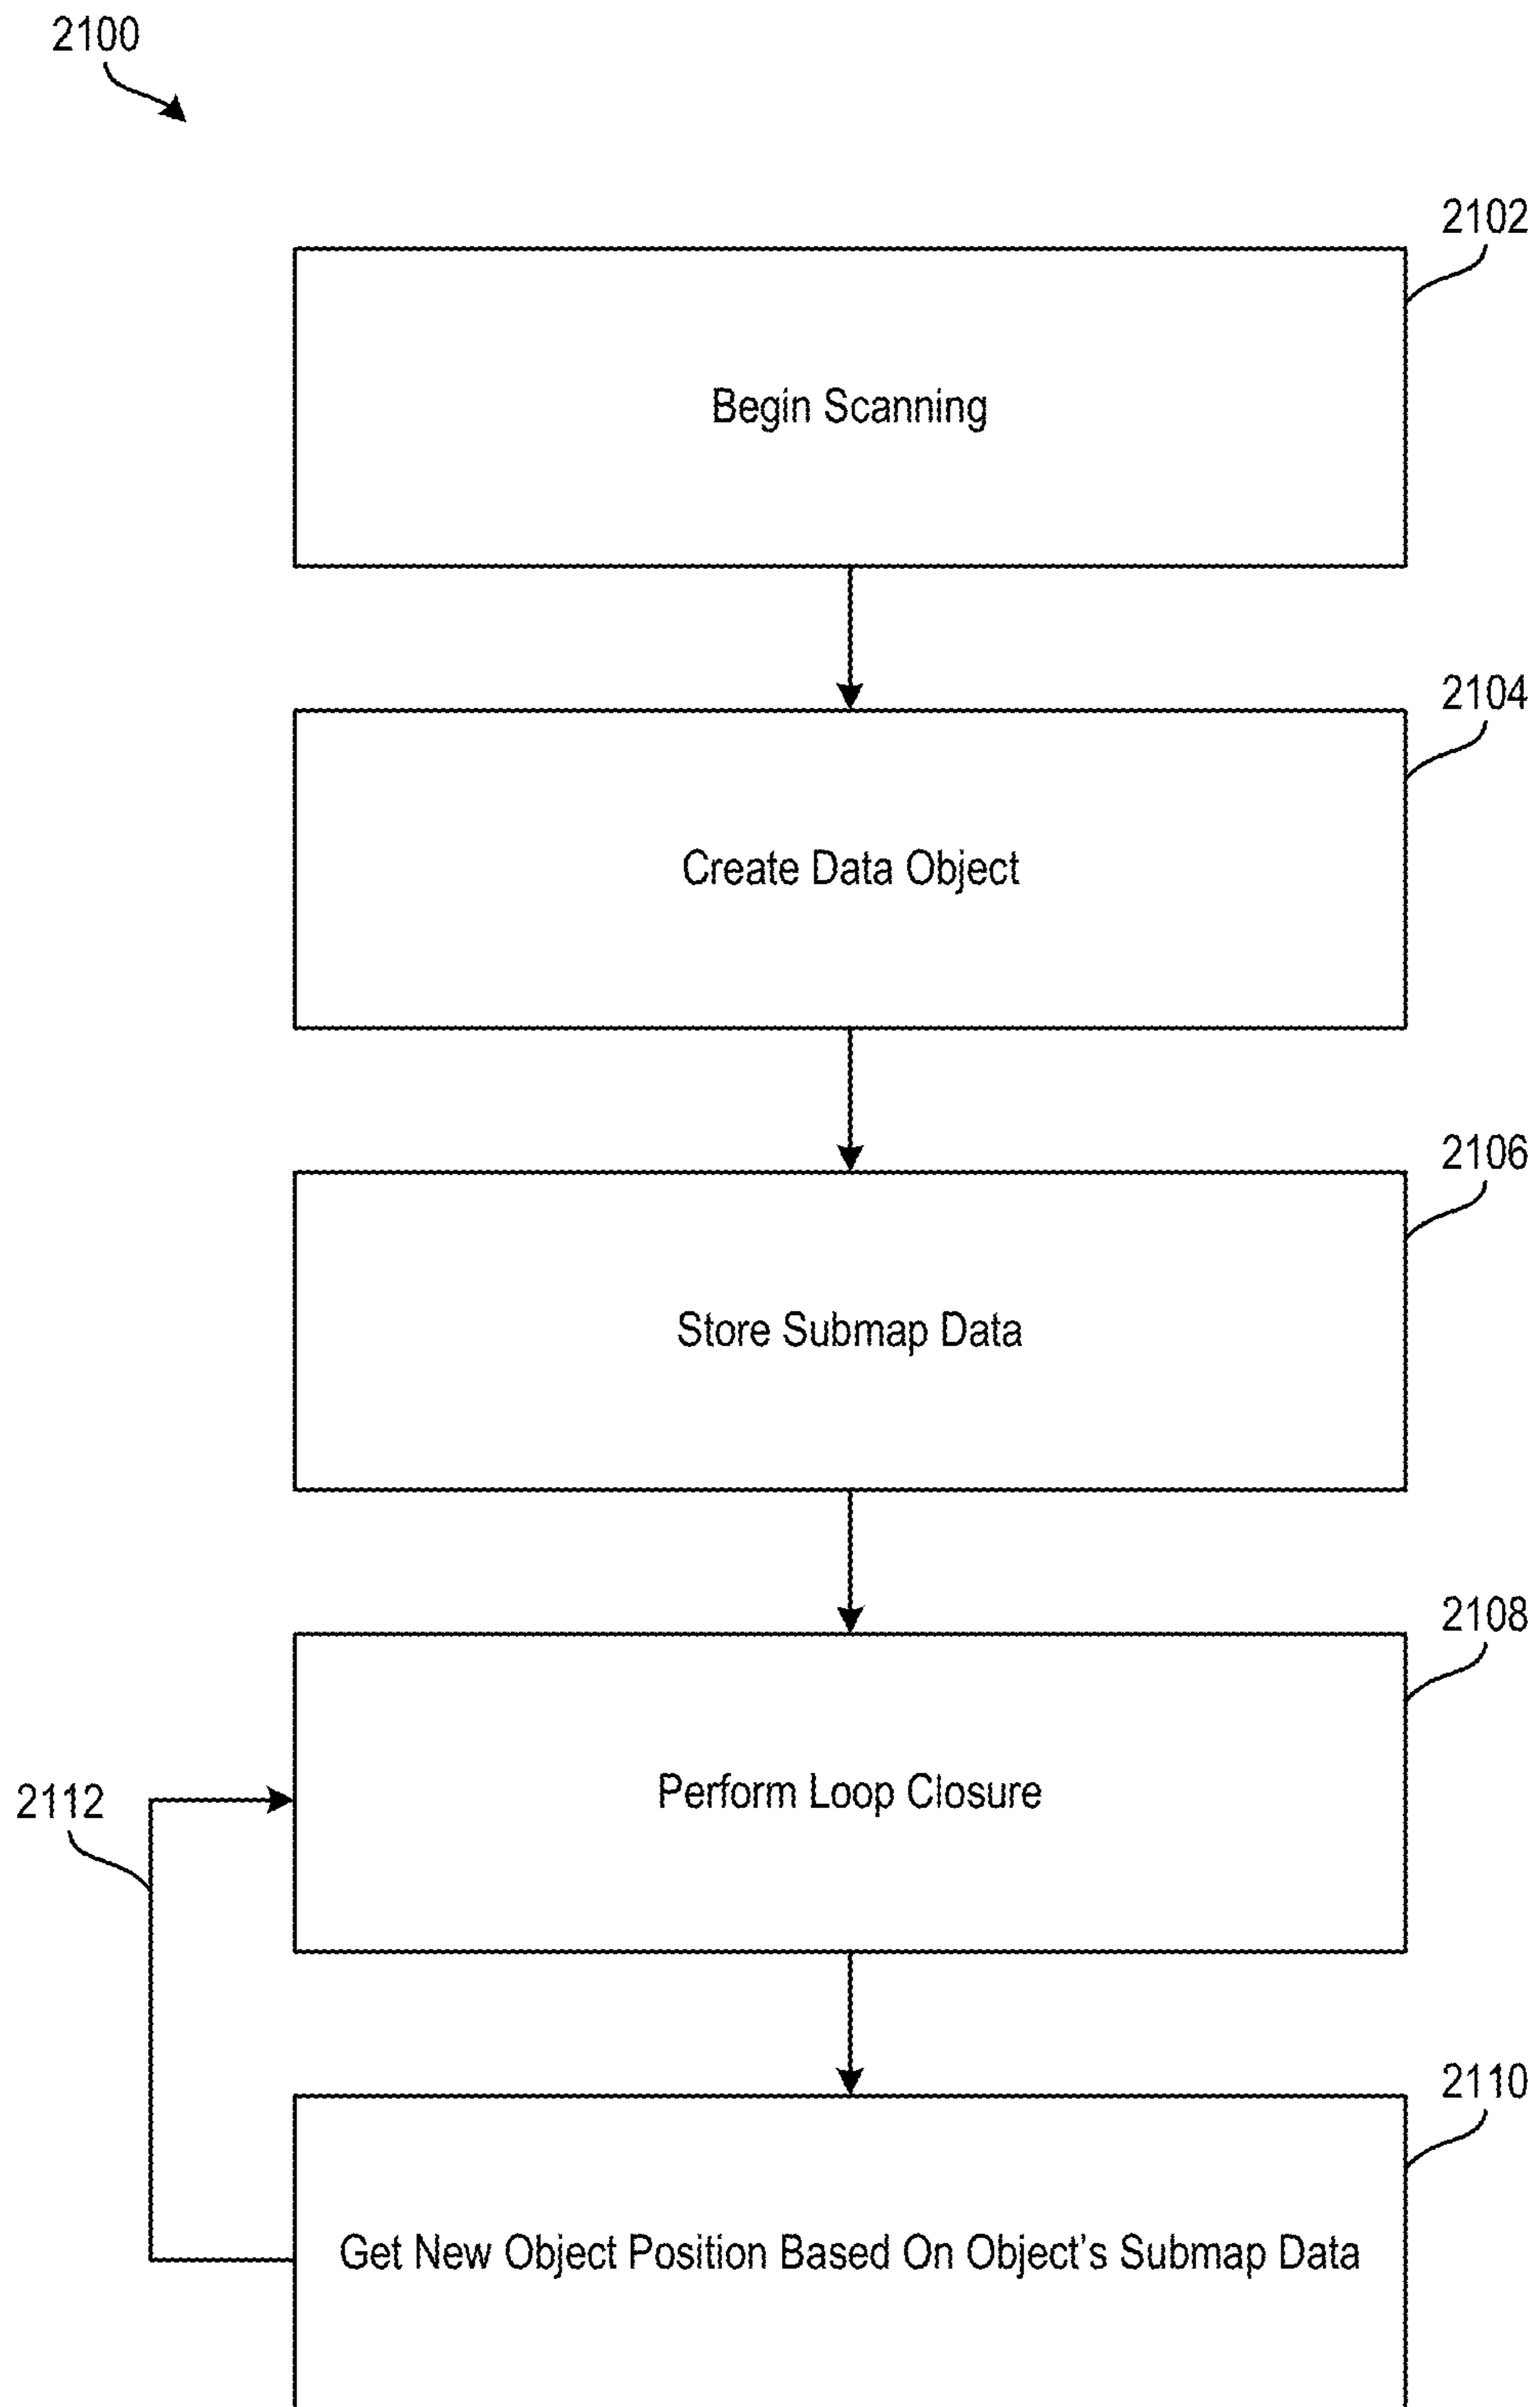 2100
2102
Begin Scanning
2104
Create Data Object
2106
Store Submap Data
2108
Perform Loop Closure
2112
2110
Get New Object Position Based On Object's Submap Data